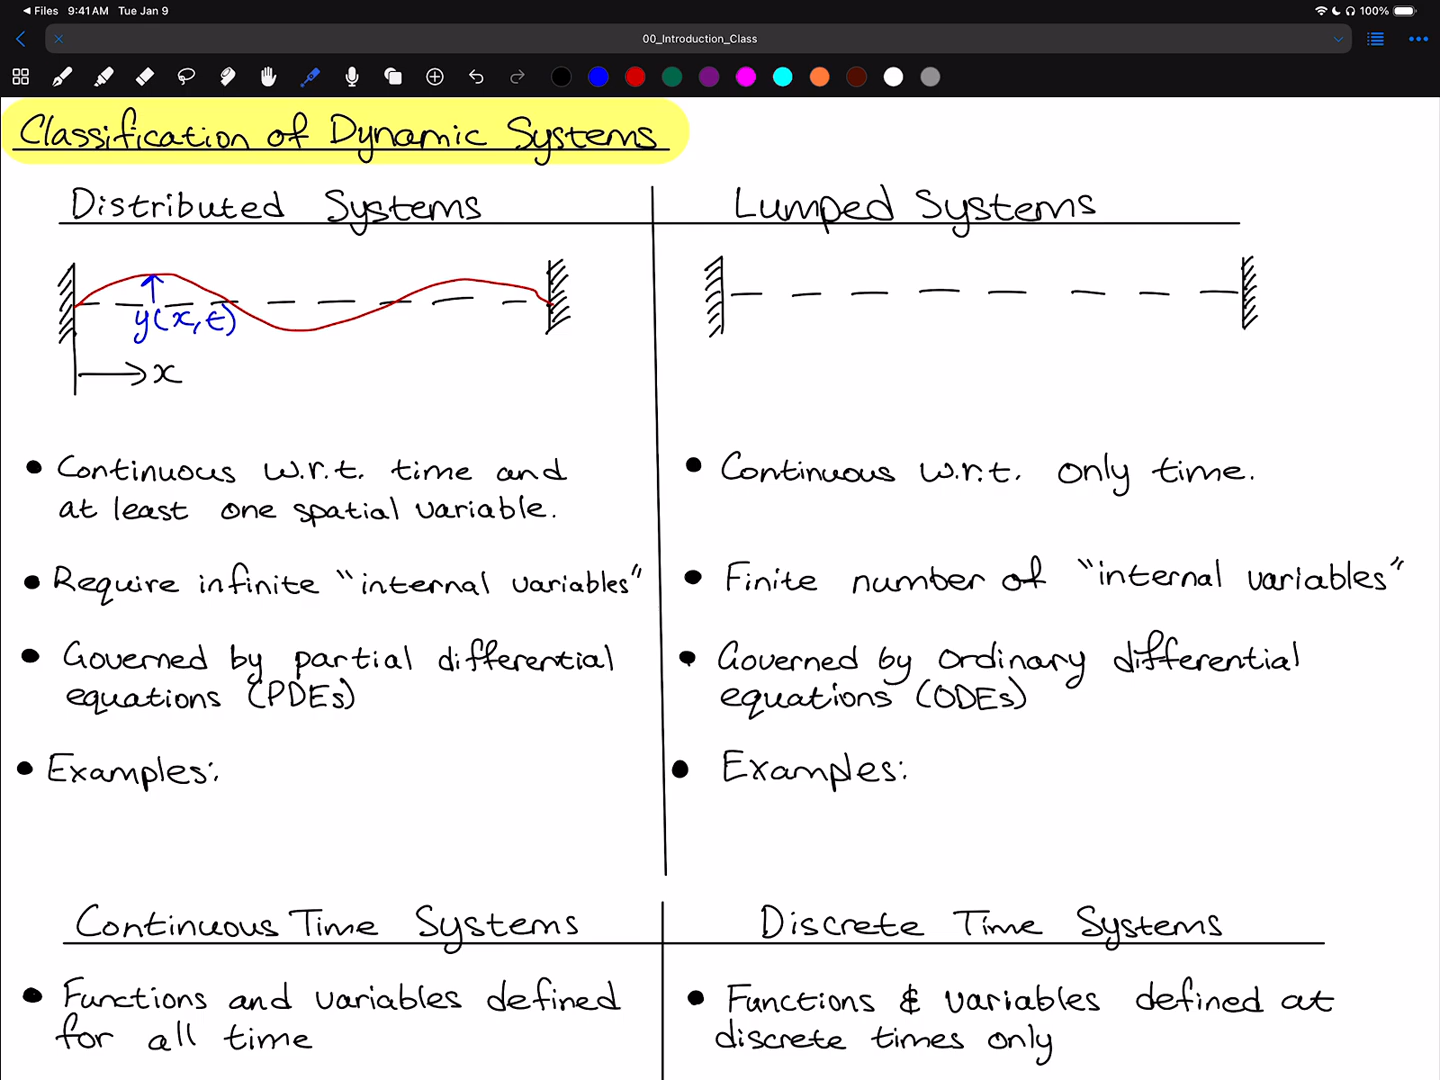 Files 9:41 AM Tue Jan 9 100%
00_Introduction_Class
Classification of Dynamic Systems
Distributed Systems
y(x,t)
x
• Continuous w.r.t. time and
at least one spatial variable.
• Require infinite "internal variables"
• Governed by partial differential
equations (PDEs)
• Examples:
Lumped Systems
• Continuous w.r.t. only time.
• Finite number of "internal variables"
• Governed by ordinary differential
equations (ODEs)
• Examples:
Continuous Time Systems
• Functions and variables defined
for all time
Discrete Time Systems
• Functions & variables defined at
discrete times only